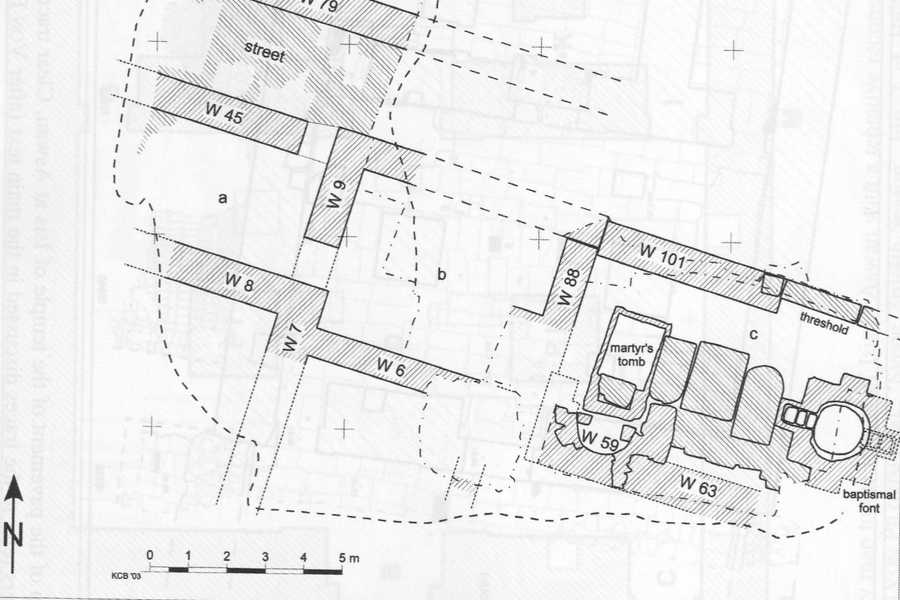 W 79
street
W 45
W 9
a
W 101
b
W 88
W 8
threshold
c
martyr's
tomb
W 7
W 6
W 59
W 63
baptismal
font
N
0 1 2 3 4 5 m
KCB '03